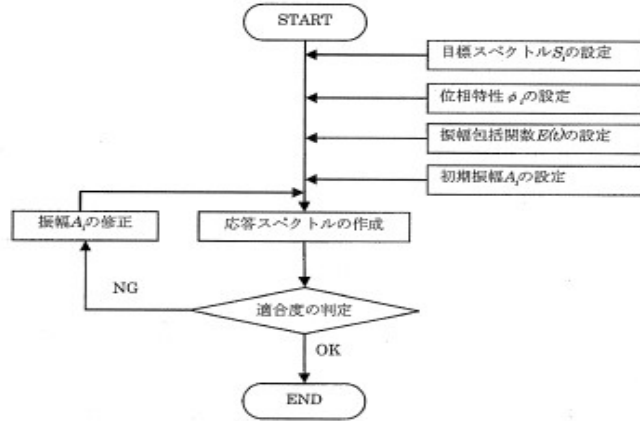 START
目標スペクトルSiの設定
位相特性φiの設定
振幅包括関数E(t)の設定
初期振幅Aiの設定
振幅Aiの修正
応答スペクトルの作成
NG
適合度の判定
OK
END